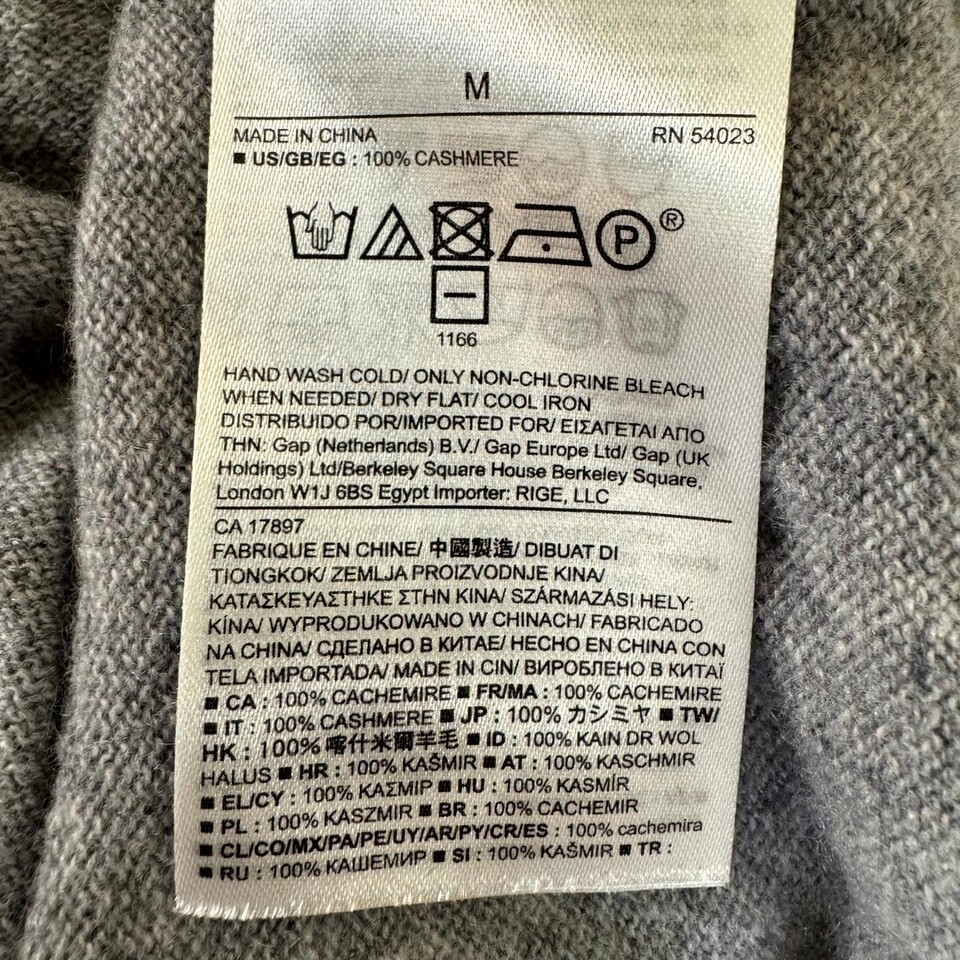 M
MADE IN CHINA RN 54023
■ US/GB/EG : 100% CASHMERE
P ®
1166
HAND WASH COLD/ ONLY NON-CHLORINE BLEACH
WHEN NEEDED/ DRY FLAT/ COOL IRON
DISTRIBUIDO POR/IMPORTED FOR/ ΕΙΣΑΓΕΤΑΙ ΑΠΟ
THN: Gap (Netherlands) B.V./ Gap Europe Ltd/ Gap (UK
Holdings) Ltd/Berkeley Square House Berkeley Square,
London W1J 6BS Egypt Importer: RIGE, LLC
CA 17897
FABRIQUE EN CHINE/ 中國製造/ DIBUAT DI
TIONGKOK/ ZEMLJA PROIZVODNJE KINA/
ΚΑΤΑΣΚΕΥΑΣΤΗΚΕ ΣΤΗΝ ΚΙΝΑ/ SZÁRMAZÁSI HELY:
KÍNA/ WYPRODUKOWANO W CHINACH/ FABRICADO
NA CHINA/ СДЕЛАНО В КИТАЕ/ HECHO EN CHINA CON
TELA IMPORTADA/ MADE IN CIN/ ВИРОБЛЕНО В КИТАЇ
■ CA : 100% CACHEMIRE ■ FR/MA : 100% CACHEMIRE
■ IT : 100% CASHMERE ■ JP : 100% カシミヤ ■ TW/
HK : 100% 喀什米爾羊毛 ■ ID : 100% KAIN DR WOL
HALUS ■ HR : 100% KAŠMIR ■ AT : 100% KASCHMIR
■ EL/CY : 100% ΚΑΣΜΙΡ ■ HU : 100% KASMÍR
■ PL : 100% KASZMIR ■ BR : 100% CACHEMIR
■ CL/CO/MX/PA/PE/UY/AR/PY/CR/ES : 100% cachemira
■ RU : 100% КАШЕМИР ■ SI : 100% KAŠMIR ■ TR :